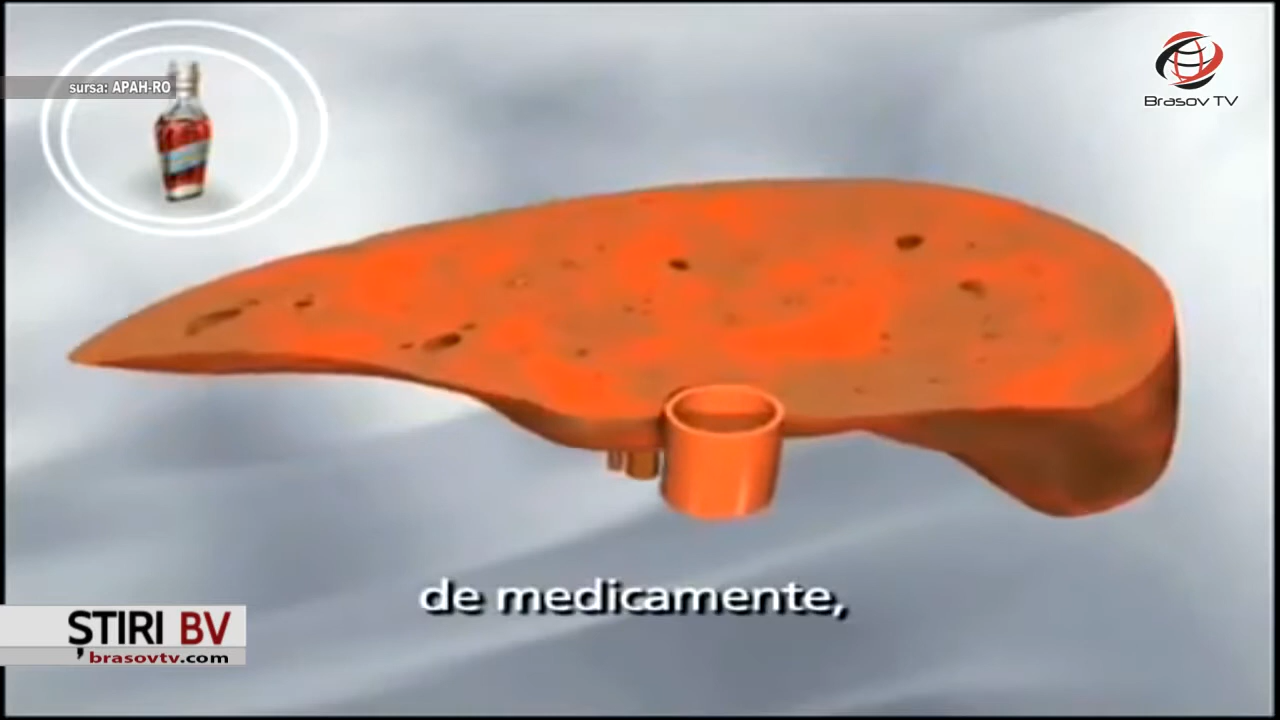 sursa: APAH-RO
Brasov TV
de medicamente,
ȘTIRI BV
brasovtv.com